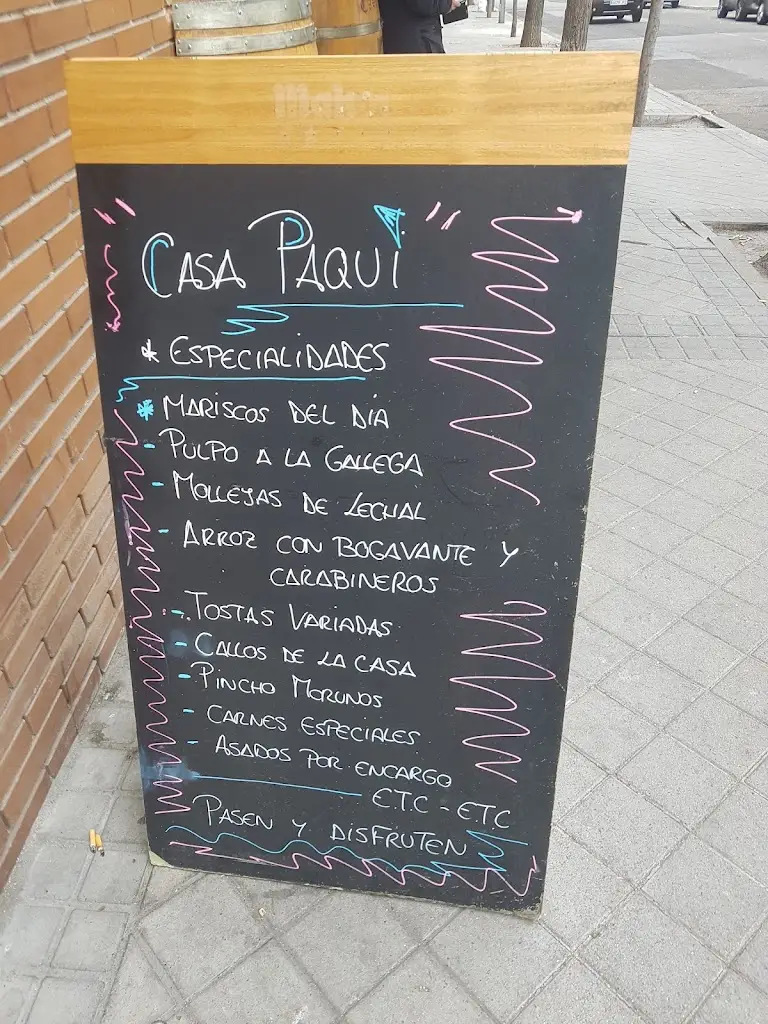 " CASA PAQUI "
* ESPECIALIDADES
* MARISCOS DEL DIA
- PULPO A LA GALLEGA
- MOLLEJAS DE LECHAL
- ARROZ CON BOGAVANTE Y
CARABINEROS
- TOSTAS VARIADAS
- CALLOS DE LA CASA
- PINCHO MORUNOS
- CARNES ESPECIALES
- ASADOS POR ENCARGO
E.T.C - E.T.C
PASEN Y DISFRUTEN